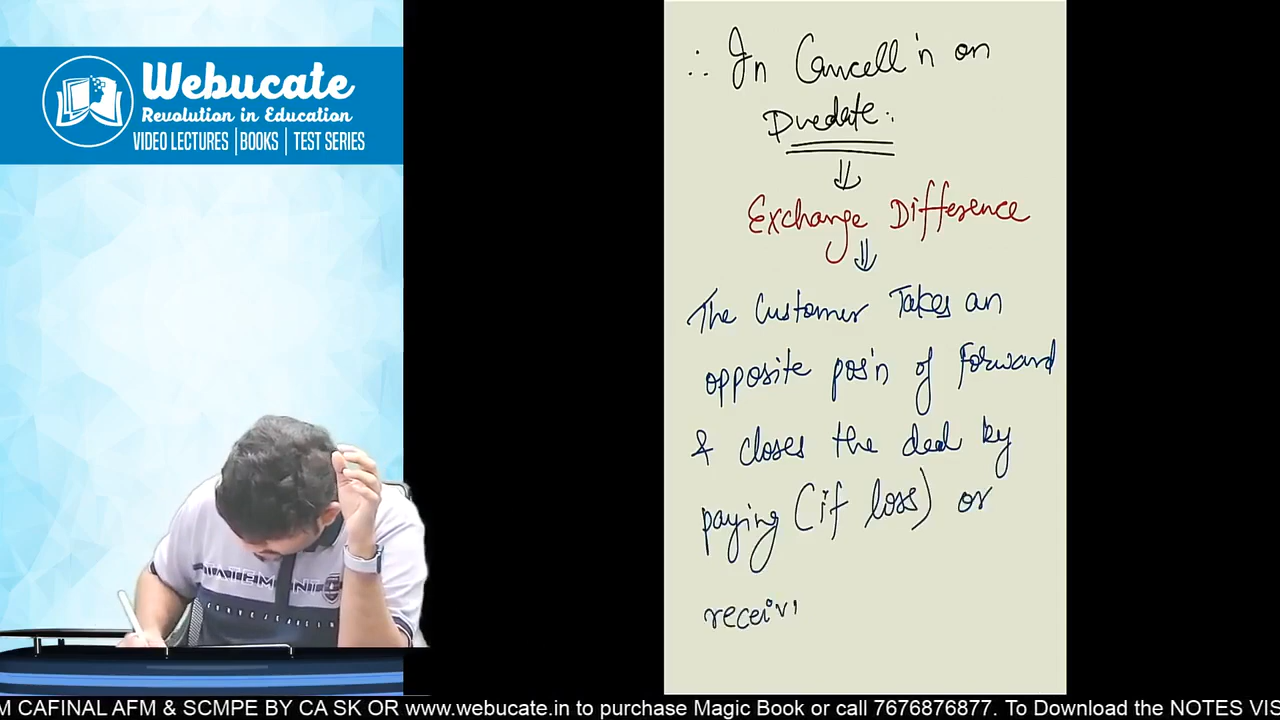 Webucate
Revolution in Education
VIDEO LECTURES | BOOKS | TEST SERIES
∴ In Cancell'n on
Duedate:
⇓
Exchange Difference
⇓
The Customer Takes an
opposite pos'n of forward
& closes the deal by
paying (if loss) or
receivi
M CAFINAL AFM & SCMPE BY CA SK OR www.webucate.in to purchase Magic Book or call 7676876877. To Download the NOTES VIS